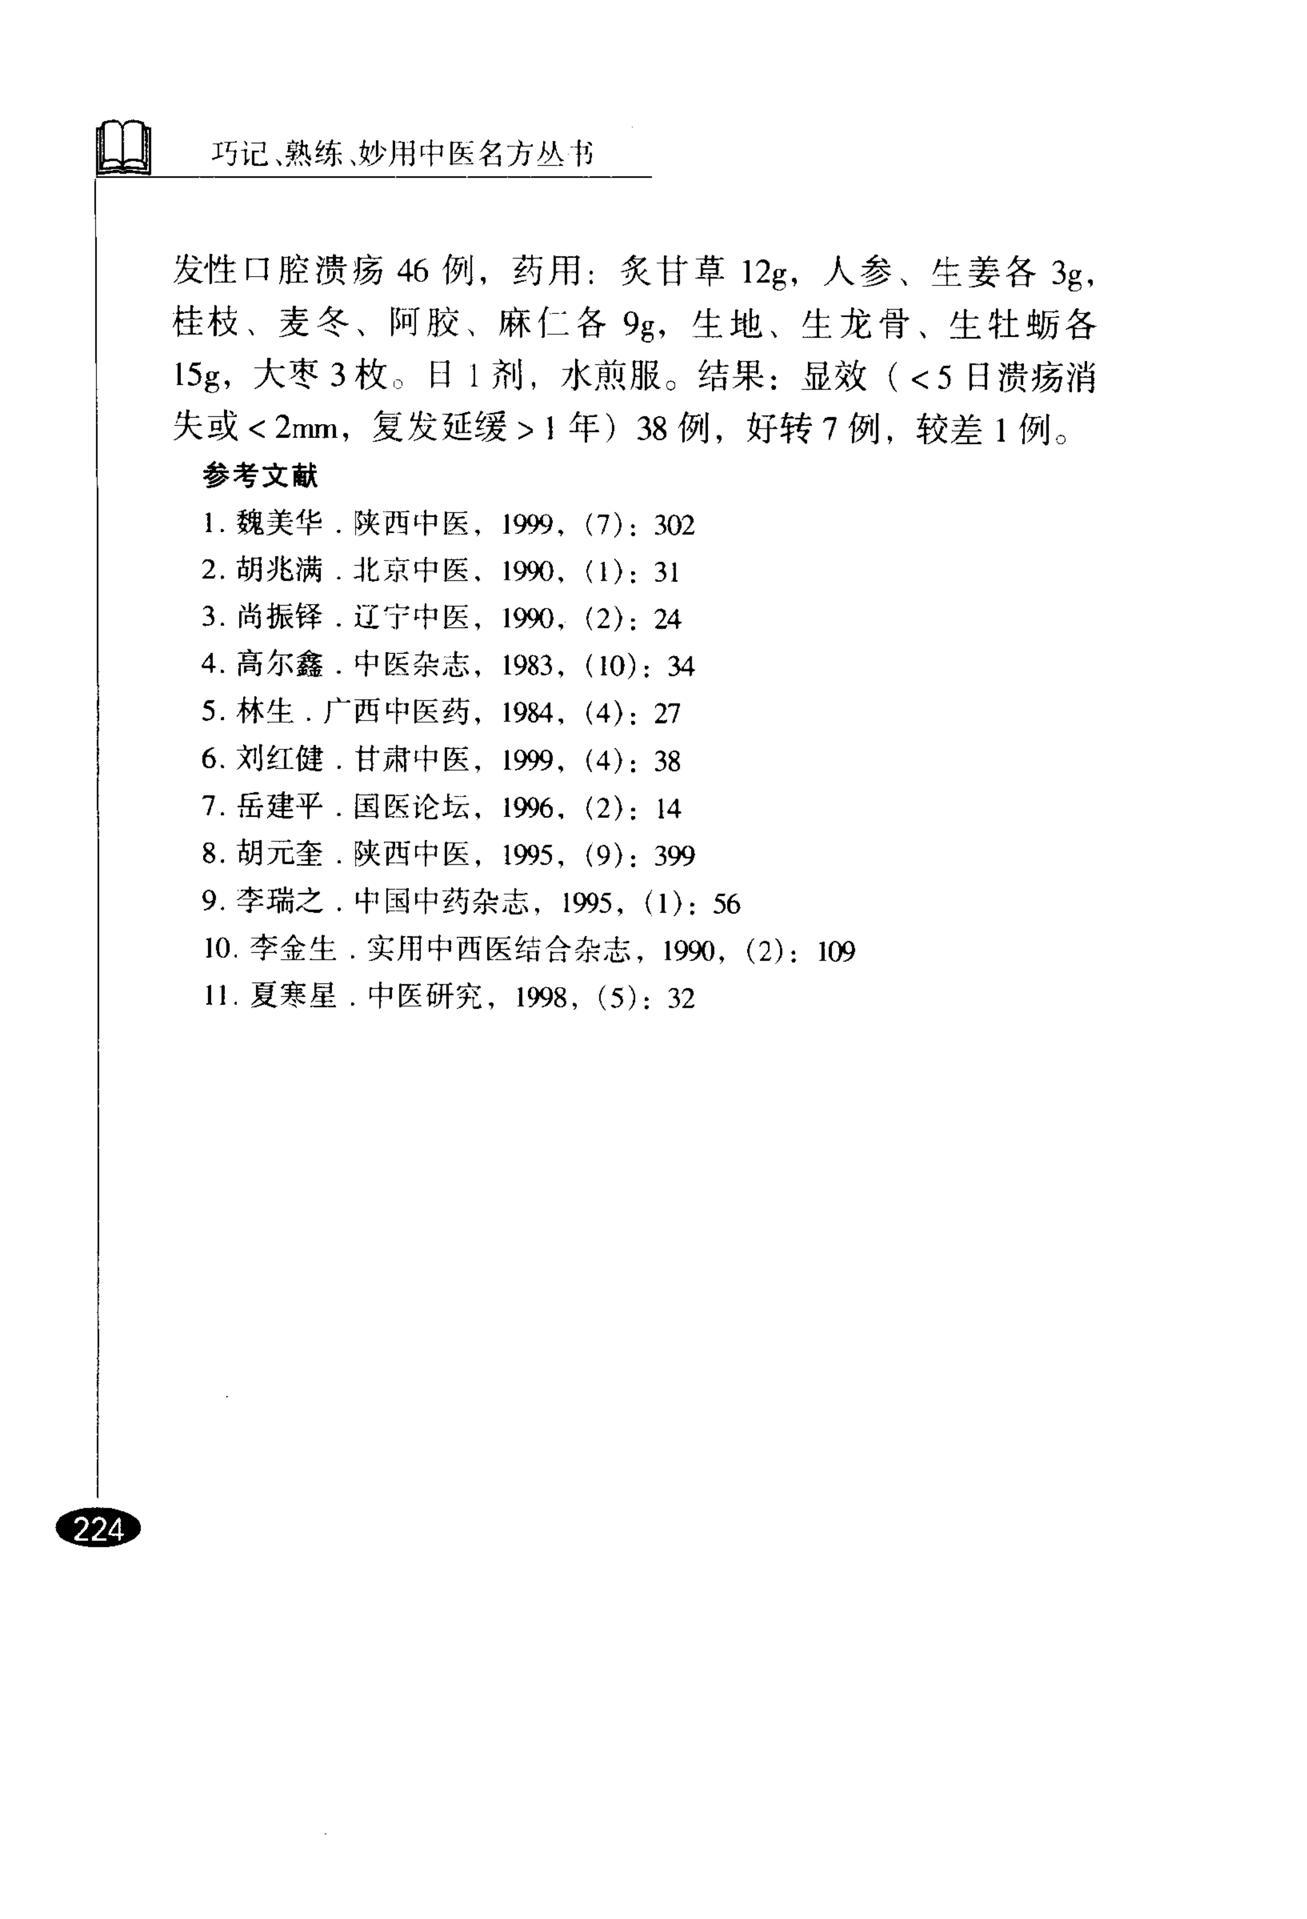 巧记、熟练、妙用中医名方丛书
发性口腔溃疡 46 例，药用：炙甘草 12g，人参、生姜各 3g，
桂枝、麦冬、阿胶、麻仁各 9g，生地、生龙骨、生牡蛎各
15g，大枣 3 枚。日 1 剂，水煎服。结果：显效（<5 日溃疡消
失或<2mm，复发延缓>1 年）38 例，好转 7 例，较差 1 例。
参考文献
1. 魏美华．陕西中医，1999，（7）：302
2. 胡兆满．北京中医，1990，（1）：31
3. 尚振铎．辽宁中医，1990，（2）：24
4. 高尔鑫．中医杂志，1983，（10）：34
5. 林生．广西中医药，1984，（4）：27
6. 刘红健．甘肃中医，1999，（4）：38
7. 岳建平．国医论坛，1996，（2）：14
8. 胡元奎．陕西中医，1995，（9）：399
9. 李瑞之．中国中药杂志，1995，（1）：56
10. 李金生．实用中西医结合杂志，1990，（2）：109
11. 夏寒星．中医研究，1998，（5）：32
224